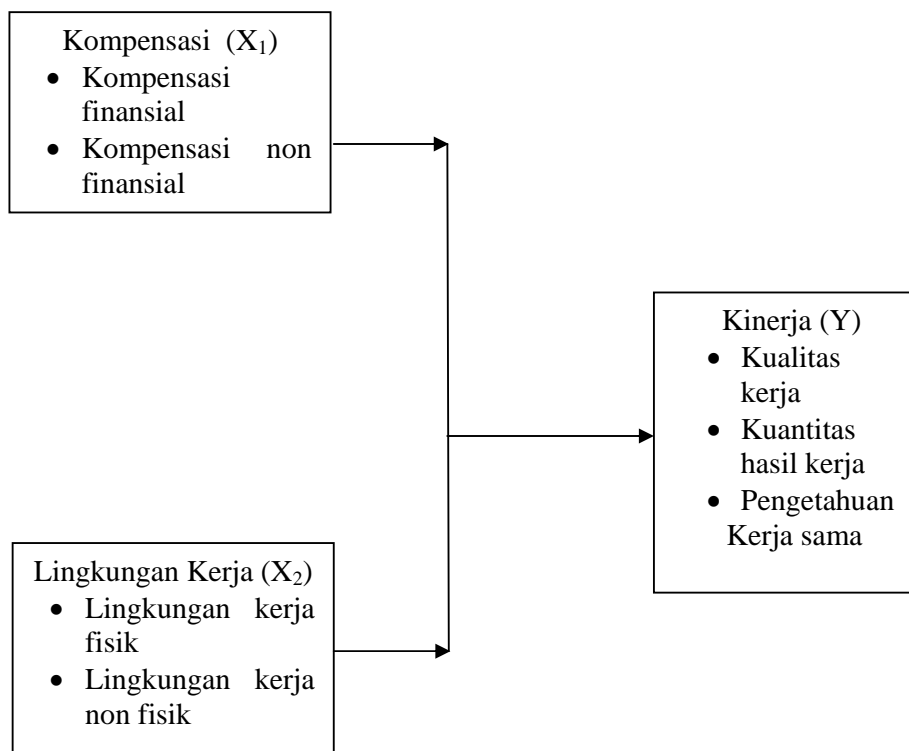 Kompensasi (X₁)
• Kompensasi
finansial
• Kompensasi non
finansial
Kinerja (Y)
• Kualitas
kerja
• Kuantitas
hasil kerja
• Pengetahuan
Kerja sama
Lingkungan Kerja (X₂)
• Lingkungan kerja
fisik
• Lingkungan kerja
non fisik